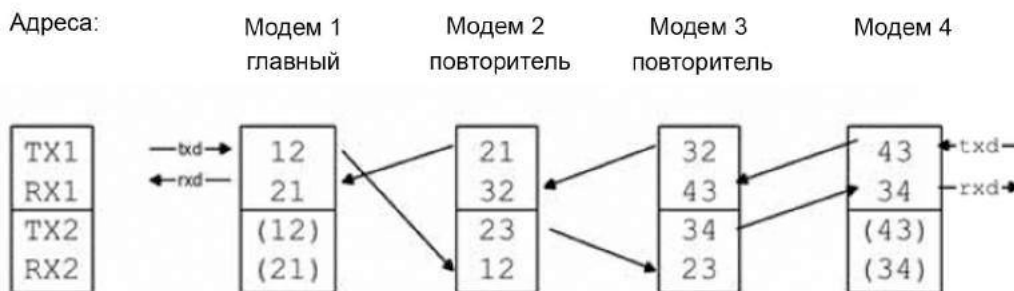 Адреса: Модем 1 Модем 2 Модем 3 Модем 4
главный повторитель повторитель
TX1 txd 12 21 32 43 txd
RX1 rxd 21 32 43 34 rxd
TX2 (12) 23 34 (43)
RX2 (21) 12 23 (34)